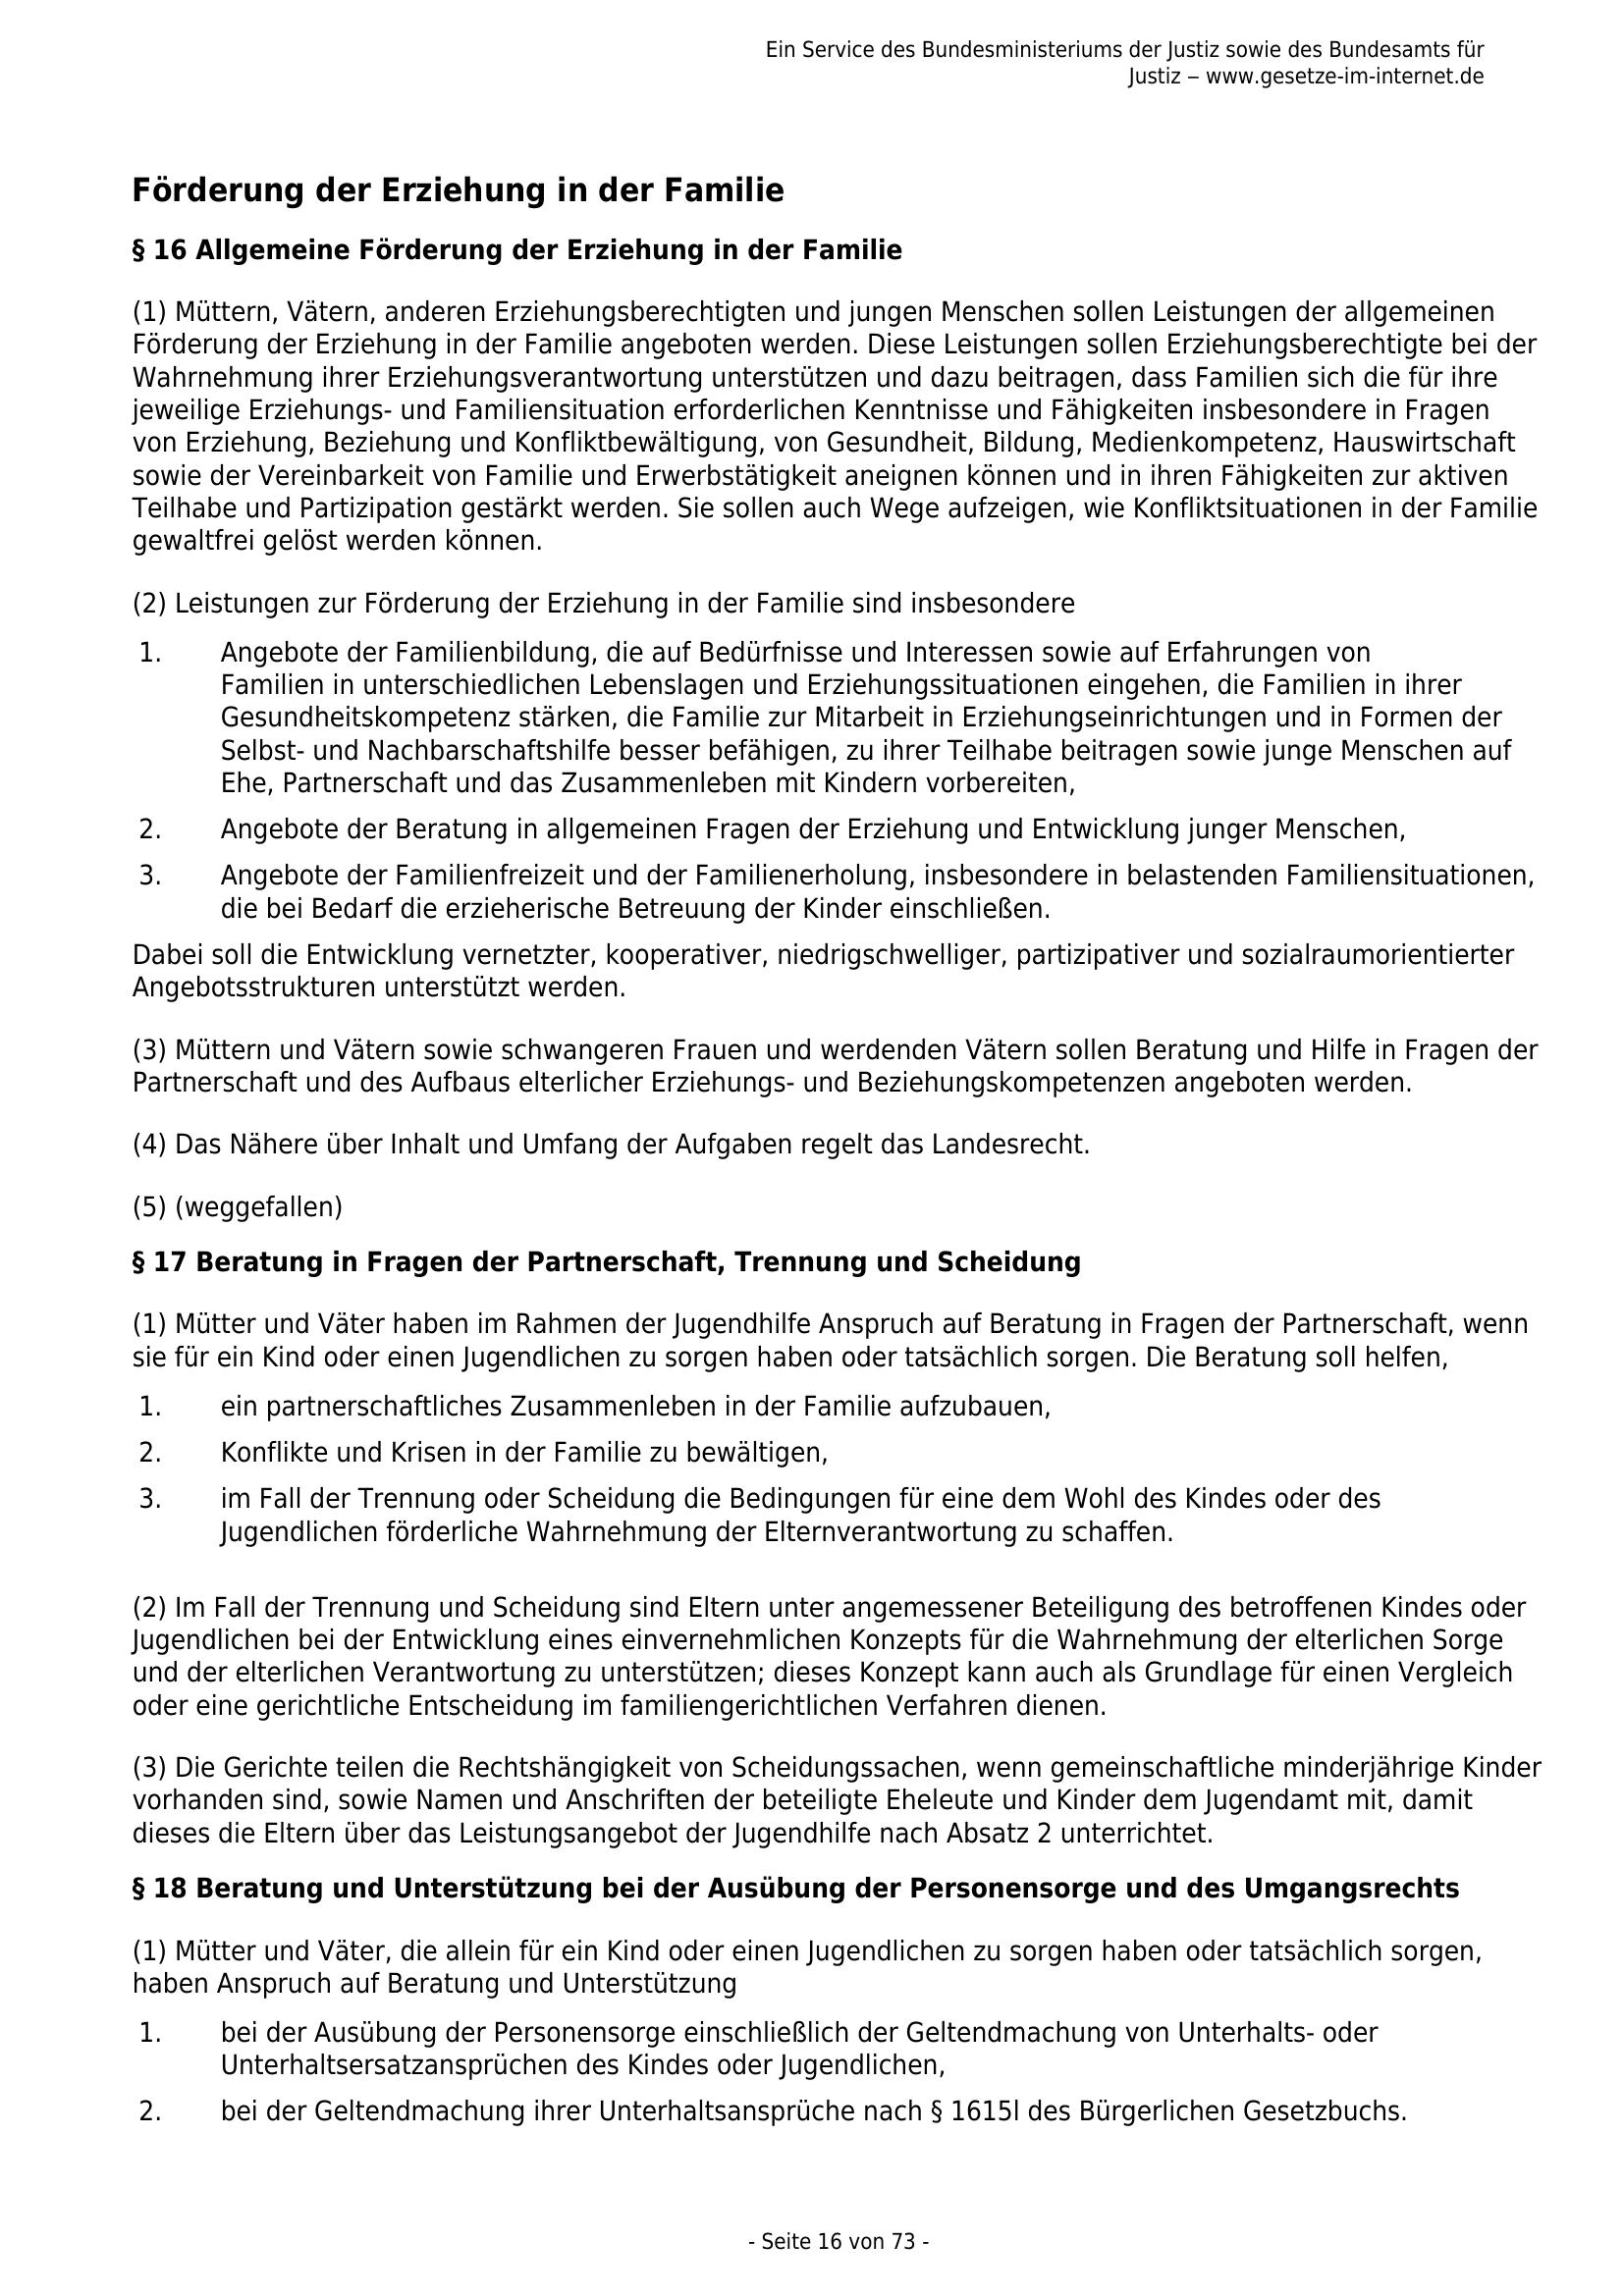 Ein Service des Bundesministeriums der Justiz sowie des Bundesamts für
Justiz ‒ www.gesetze-im-internet.de
Förderung der Erziehung in der Familie
§ 16 Allgemeine Förderung der Erziehung in der Familie
(1) Müttern, Vätern, anderen Erziehungsberechtigten und jungen Menschen sollen Leistungen der allgemeinen
Förderung der Erziehung in der Familie angeboten werden. Diese Leistungen sollen Erziehungsberechtigte bei der
Wahrnehmung ihrer Erziehungsverantwortung unterstützen und dazu beitragen, dass Familien sich die für ihre
jeweilige Erziehungs- und Familiensituation erforderlichen Kenntnisse und Fähigkeiten insbesondere in Fragen
von Erziehung, Beziehung und Konfliktbewältigung, von Gesundheit, Bildung, Medienkompetenz, Hauswirtschaft
sowie der Vereinbarkeit von Familie und Erwerbstätigkeit aneignen können und in ihren Fähigkeiten zur aktiven
Teilhabe und Partizipation gestärkt werden. Sie sollen auch Wege aufzeigen, wie Konfliktsituationen in der Familie
gewaltfrei gelöst werden können.
(2) Leistungen zur Förderung der Erziehung in der Familie sind insbesondere
1. Angebote der Familienbildung, die auf Bedürfnisse und Interessen sowie auf Erfahrungen von
Familien in unterschiedlichen Lebenslagen und Erziehungssituationen eingehen, die Familien in ihrer
Gesundheitskompetenz stärken, die Familie zur Mitarbeit in Erziehungseinrichtungen und in Formen der
Selbst- und Nachbarschaftshilfe besser befähigen, zu ihrer Teilhabe beitragen sowie junge Menschen auf
Ehe, Partnerschaft und das Zusammenleben mit Kindern vorbereiten,
2. Angebote der Beratung in allgemeinen Fragen der Erziehung und Entwicklung junger Menschen,
3. Angebote der Familienfreizeit und der Familienerholung, insbesondere in belastenden Familiensituationen,
die bei Bedarf die erzieherische Betreuung der Kinder einschließen.
Dabei soll die Entwicklung vernetzter, kooperativer, niedrigschwelliger, partizipativer und sozialraumorientierter
Angebotsstrukturen unterstützt werden.
(3) Müttern und Vätern sowie schwangeren Frauen und werdenden Vätern sollen Beratung und Hilfe in Fragen der
Partnerschaft und des Aufbaus elterlicher Erziehungs- und Beziehungskompetenzen angeboten werden.
(4) Das Nähere über Inhalt und Umfang der Aufgaben regelt das Landesrecht.
(5) (weggefallen)
§ 17 Beratung in Fragen der Partnerschaft, Trennung und Scheidung
(1) Mütter und Väter haben im Rahmen der Jugendhilfe Anspruch auf Beratung in Fragen der Partnerschaft, wenn
sie für ein Kind oder einen Jugendlichen zu sorgen haben oder tatsächlich sorgen. Die Beratung soll helfen,
1. ein partnerschaftliches Zusammenleben in der Familie aufzubauen,
2. Konflikte und Krisen in der Familie zu bewältigen,
3. im Fall der Trennung oder Scheidung die Bedingungen für eine dem Wohl des Kindes oder des
Jugendlichen förderliche Wahrnehmung der Elternverantwortung zu schaffen.
(2) Im Fall der Trennung und Scheidung sind Eltern unter angemessener Beteiligung des betroffenen Kindes oder
Jugendlichen bei der Entwicklung eines einvernehmlichen Konzepts für die Wahrnehmung der elterlichen Sorge
und der elterlichen Verantwortung zu unterstützen; dieses Konzept kann auch als Grundlage für einen Vergleich
oder eine gerichtliche Entscheidung im familiengerichtlichen Verfahren dienen.
(3) Die Gerichte teilen die Rechtshängigkeit von Scheidungssachen, wenn gemeinschaftliche minderjährige Kinder
vorhanden sind, sowie Namen und Anschriften der beteiligte Eheleute und Kinder dem Jugendamt mit, damit
dieses die Eltern über das Leistungsangebot der Jugendhilfe nach Absatz 2 unterrichtet.
§ 18 Beratung und Unterstützung bei der Ausübung der Personensorge und des Umgangsrechts
(1) Mütter und Väter, die allein für ein Kind oder einen Jugendlichen zu sorgen haben oder tatsächlich sorgen,
haben Anspruch auf Beratung und Unterstützung
1. bei der Ausübung der Personensorge einschließlich der Geltendmachung von Unterhalts- oder
Unterhaltsersatzansprüchen des Kindes oder Jugendlichen,
2. bei der Geltendmachung ihrer Unterhaltsansprüche nach § 1615l des Bürgerlichen Gesetzbuchs.
- Seite 16 von 73 -